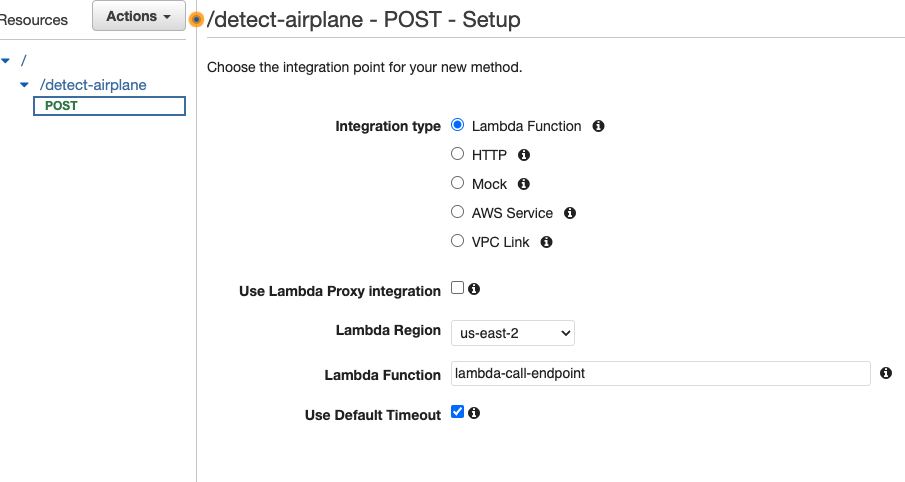 Resources
Actions
/detect-airplane - POST - Setup
/
/detect-airplane
POST
Choose the integration point for your new method.
Integration type
Lambda Function
HTTP
Mock
AWS Service
VPC Link
Use Lambda Proxy integration
Lambda Region us-east-2
Lambda Function lambda-call-endpoint
Use Default Timeout